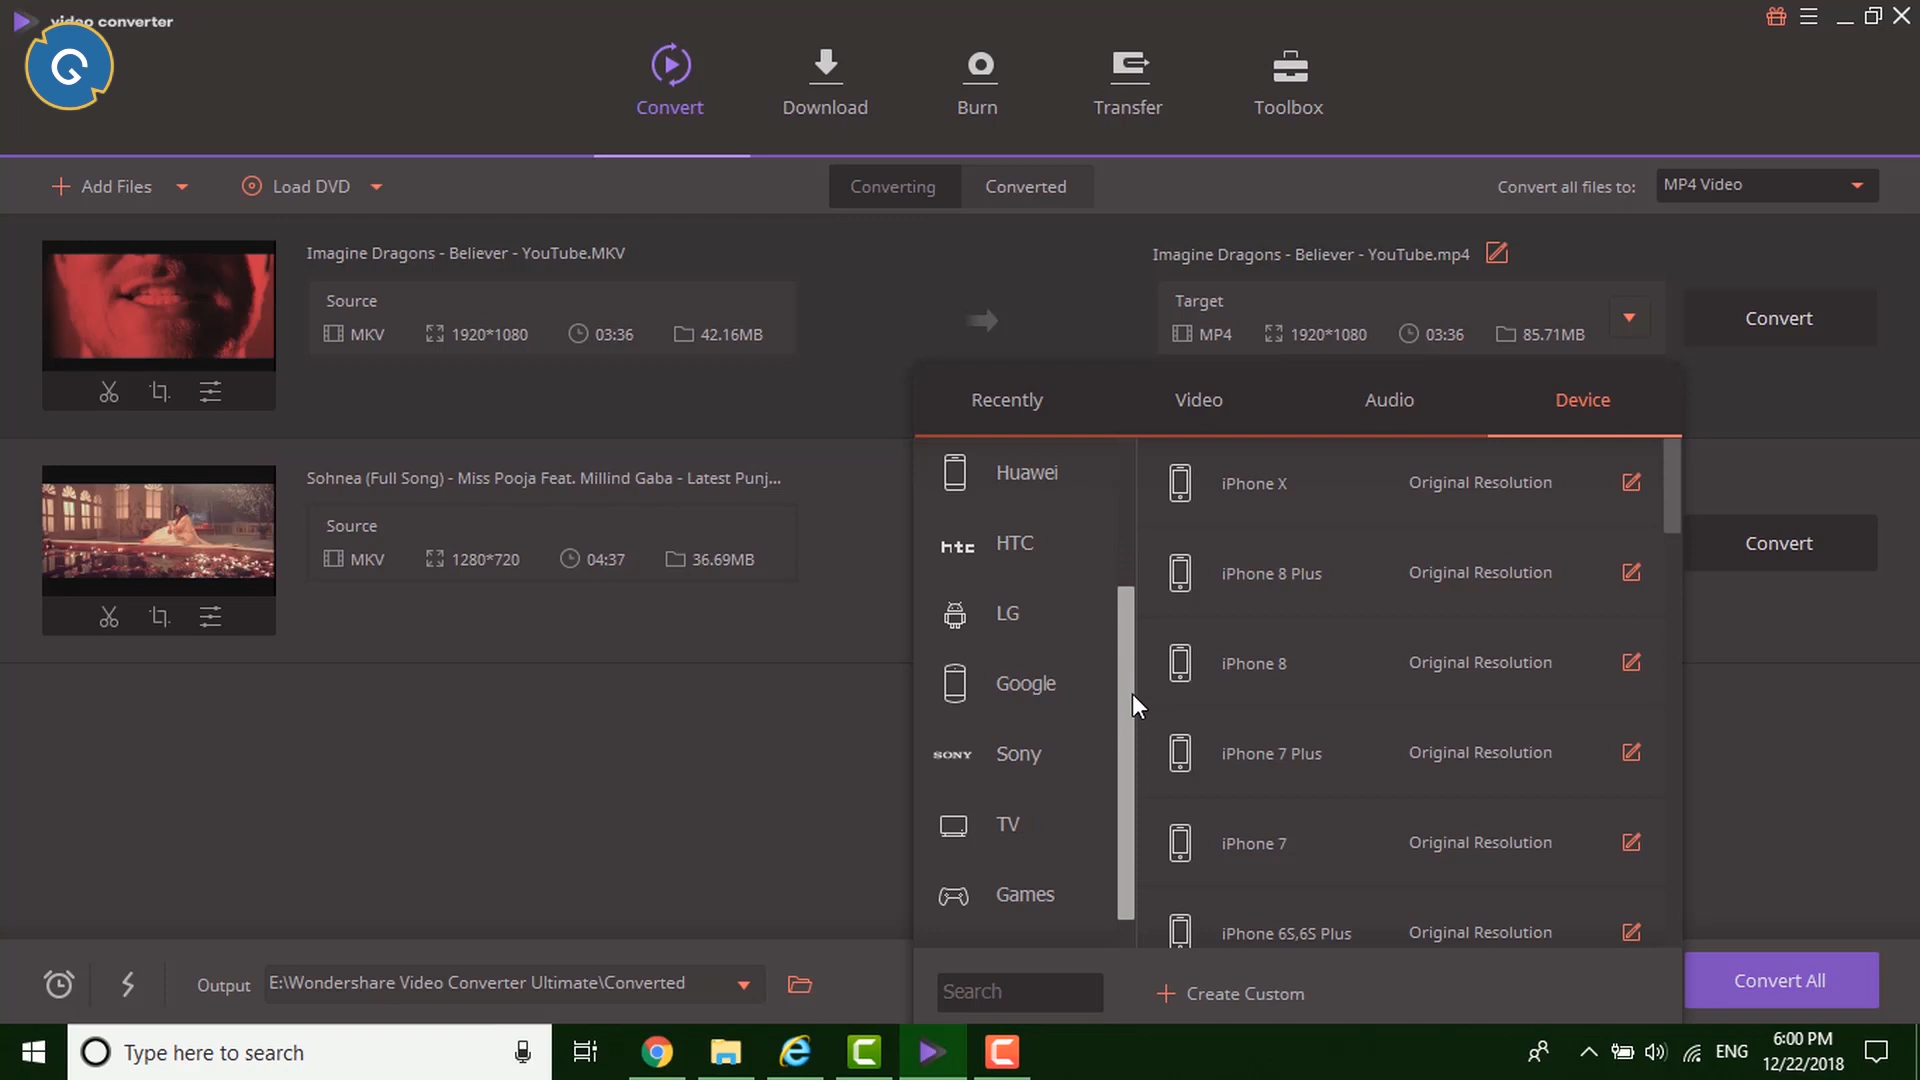 video converter
Convert
Download
Burn
Transfer
Toolbox
Add Files
Load DVD
Converting
Converted
Convert all files to:
MP4 Video
Imagine Dragons - Believer - YouTube.MKV
Source
MKV 1920*1080 03:36 42.16MB
Imagine Dragons - Believer - YouTube.mp4
Target
MP4 1920*1080 03:36 85.71MB
Convert
Sohnea (Full Song) - Miss Pooja Feat. Millind Gaba - Latest Punj...
Source
MKV 1280*720 04:37 36.69MB
Convert
Recently
Video
Audio
Device
Huawei
hTC HTC
LG
Google
SONY Sony
TV
Games
iPhone X Original Resolution
iPhone 8 Plus Original Resolution
iPhone 8 Original Resolution
iPhone 7 Plus Original Resolution
iPhone 7 Original Resolution
iPhone 6S,6S Plus Original Resolution
Search
Create Custom
Output E:\Wondershare Video Converter Ultimate\Converted
Convert All
Type here to search
ENG
6:00 PM
12/22/2018